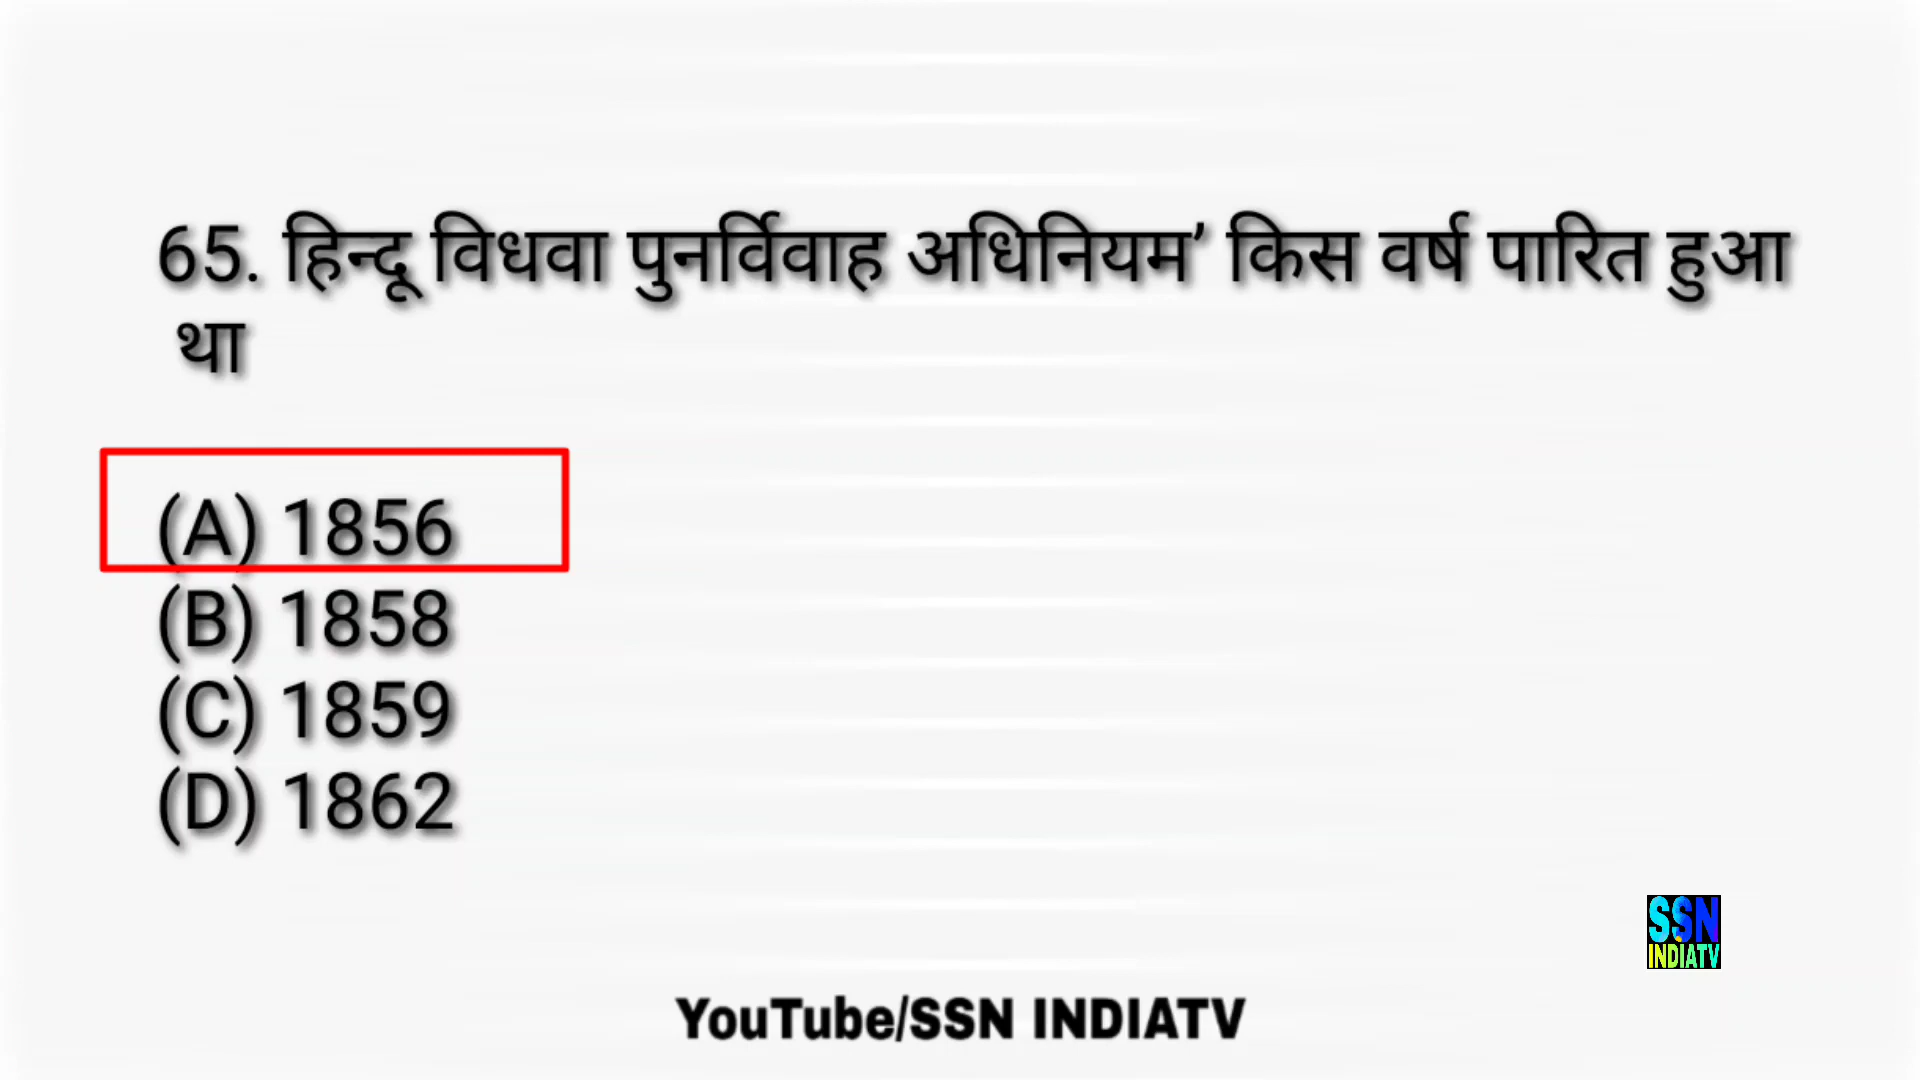 65. हिन्दू विधवा पुनर्विवाह अधिनियम’ किस वर्ष पारित हुआ
था
(A) 1856
(B) 1858
(C) 1859
(D) 1862
SSN
INDIATV
YouTube/SSN INDIATV